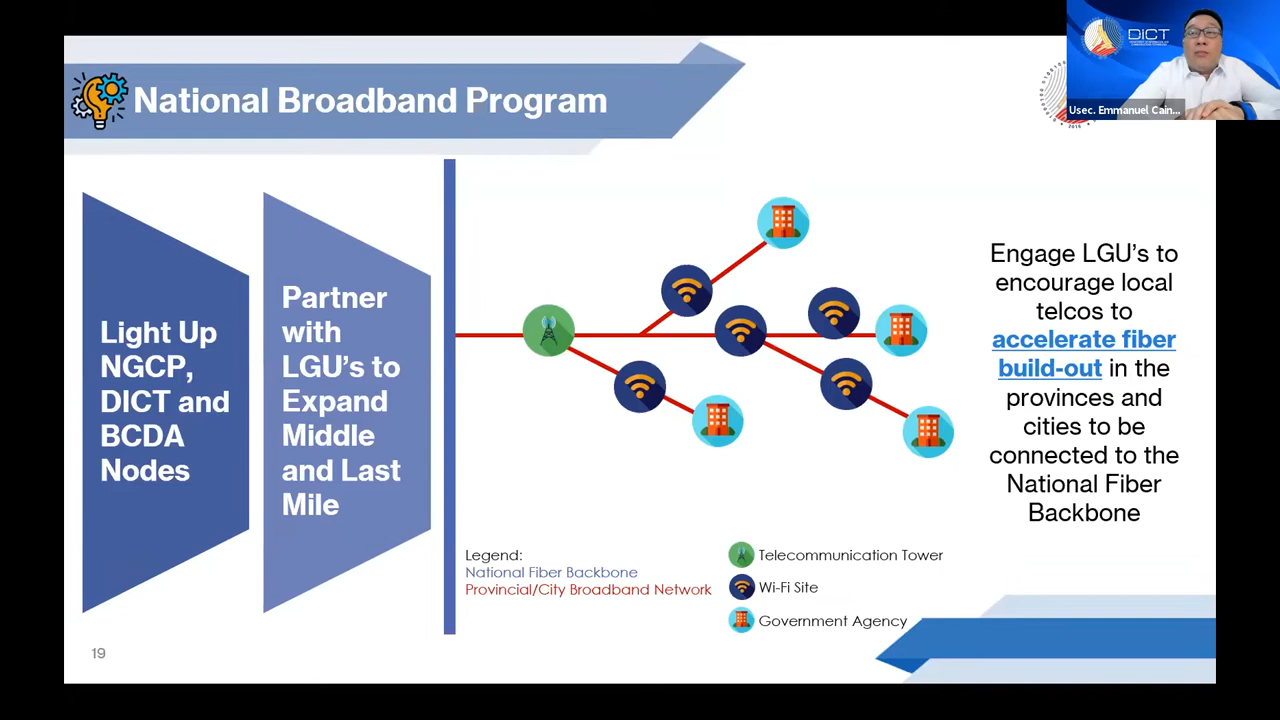 National Broadband Program
DICT
Usec. Emmanuel Cain...
Light Up
NGCP,
DICT and
BCDA
Nodes
Partner
with
LGU's to
Expand
Middle
and Last
Mile
Engage LGU's to
encourage local
telcos to
accelerate fiber
build-out in the
provinces and
cities to be
connected to the
National Fiber
Backbone
Legend:
National Fiber Backbone
Provincial/City Broadband Network
Telecommunication Tower
Wi-Fi Site
Government Agency
19